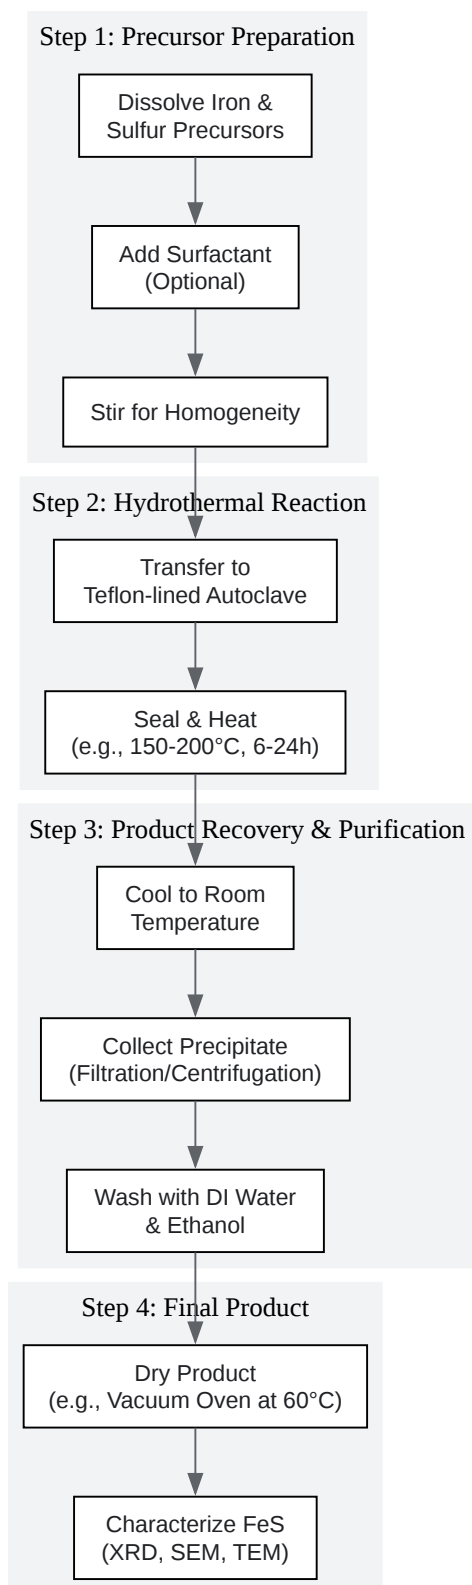 Step 1: Precursor Preparation
Dissolve Iron &
Sulfur Precursors
Add Surfactant
(Optional)
Stir for Homogeneity
Step 2: Hydrothermal Reaction
Transfer to
Teflon-lined Autoclave
Seal & Heat
(e.g., 150-200°C, 6-24h)
Step 3: Product Recovery & Purification
Cool to Room
Temperature
Collect Precipitate
(Filtration/Centrifugation)
Wash with DI Water
& Ethanol
Step 4: Final Product
Dry Product
(e.g., Vacuum Oven at 60°C)
Characterize FeS
(XRD, SEM, TEM)